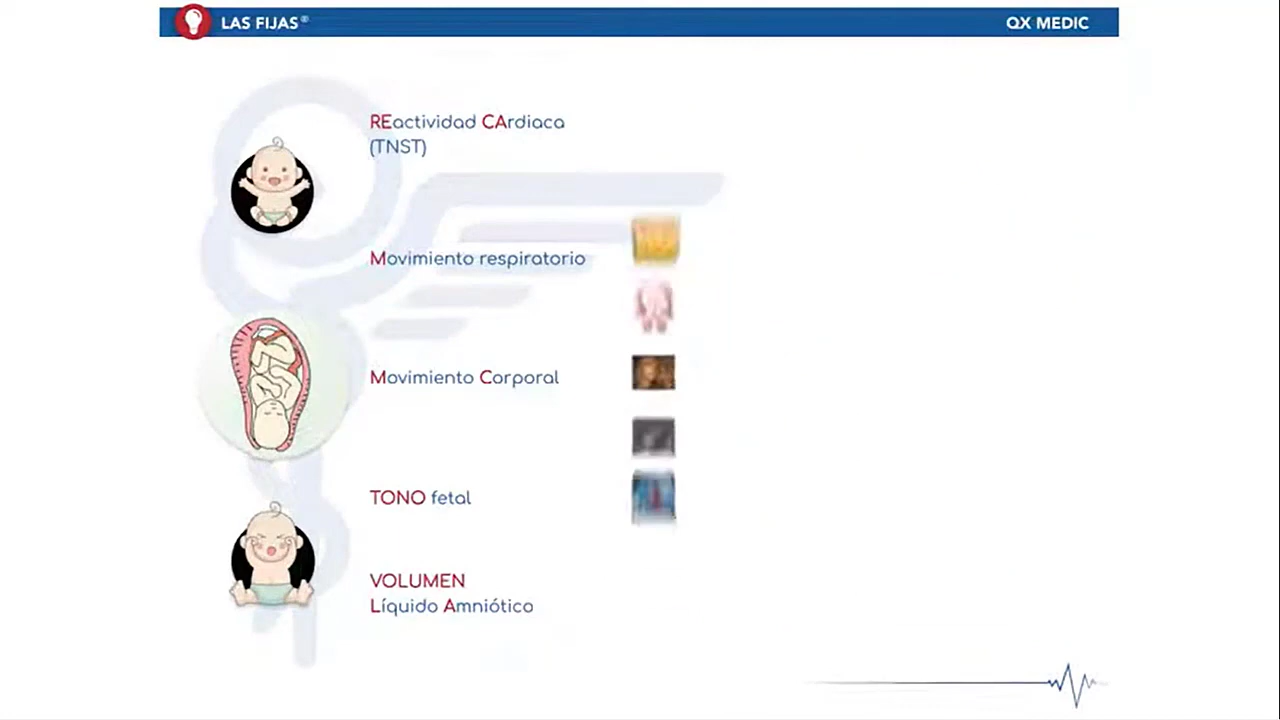 LAS FIJAS®
QX MEDIC
REactividad CArdiaca
(TNST)
Movimiento respiratorio
Movimiento Corporal
TONO fetal
VOLUMEN
Líquido Amniótico